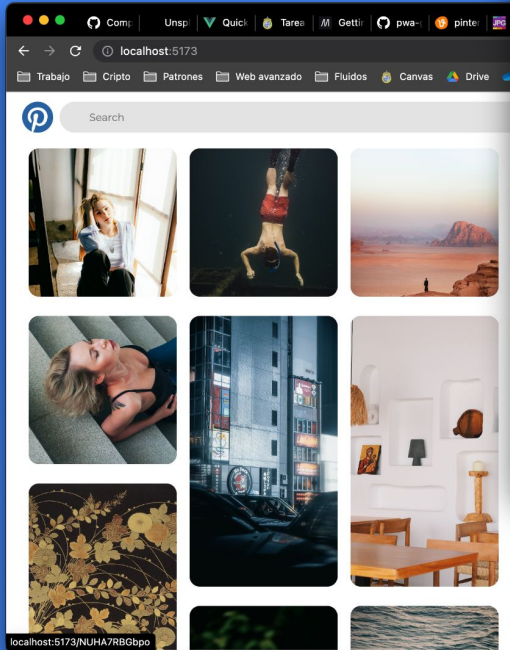 Comp Unspl Quick Tarea Gettir pwa- pinter
localhost:5173
Trabajo Cripto Patrones Web avanzado Fluidos Canvas Drive
Search
localhost:5173/NUHA7RBGbpo